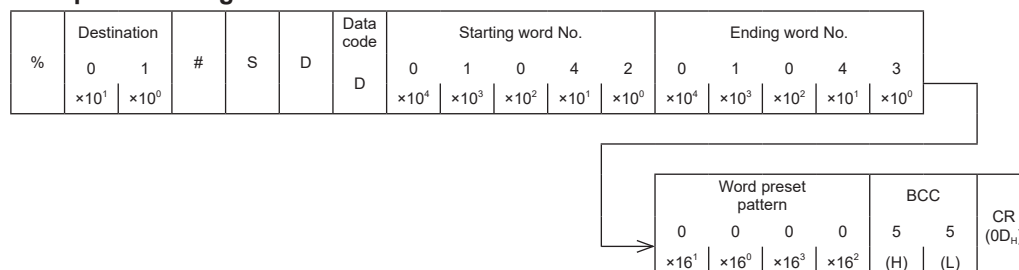 % Destination # S D Data code Starting word No. Ending word No.
0 1 D 0 1 0 4 2 0 1 0 4 3
×10¹ ×10⁰ ×10⁴ ×10³ ×10² ×10¹ ×10⁰ ×10⁴ ×10³ ×10² ×10¹ ×10⁰
Word preset pattern BCC CR (0D_H)
0 0 0 0 5 5
×16¹ ×16⁰ ×16³ ×16² (H) (L)